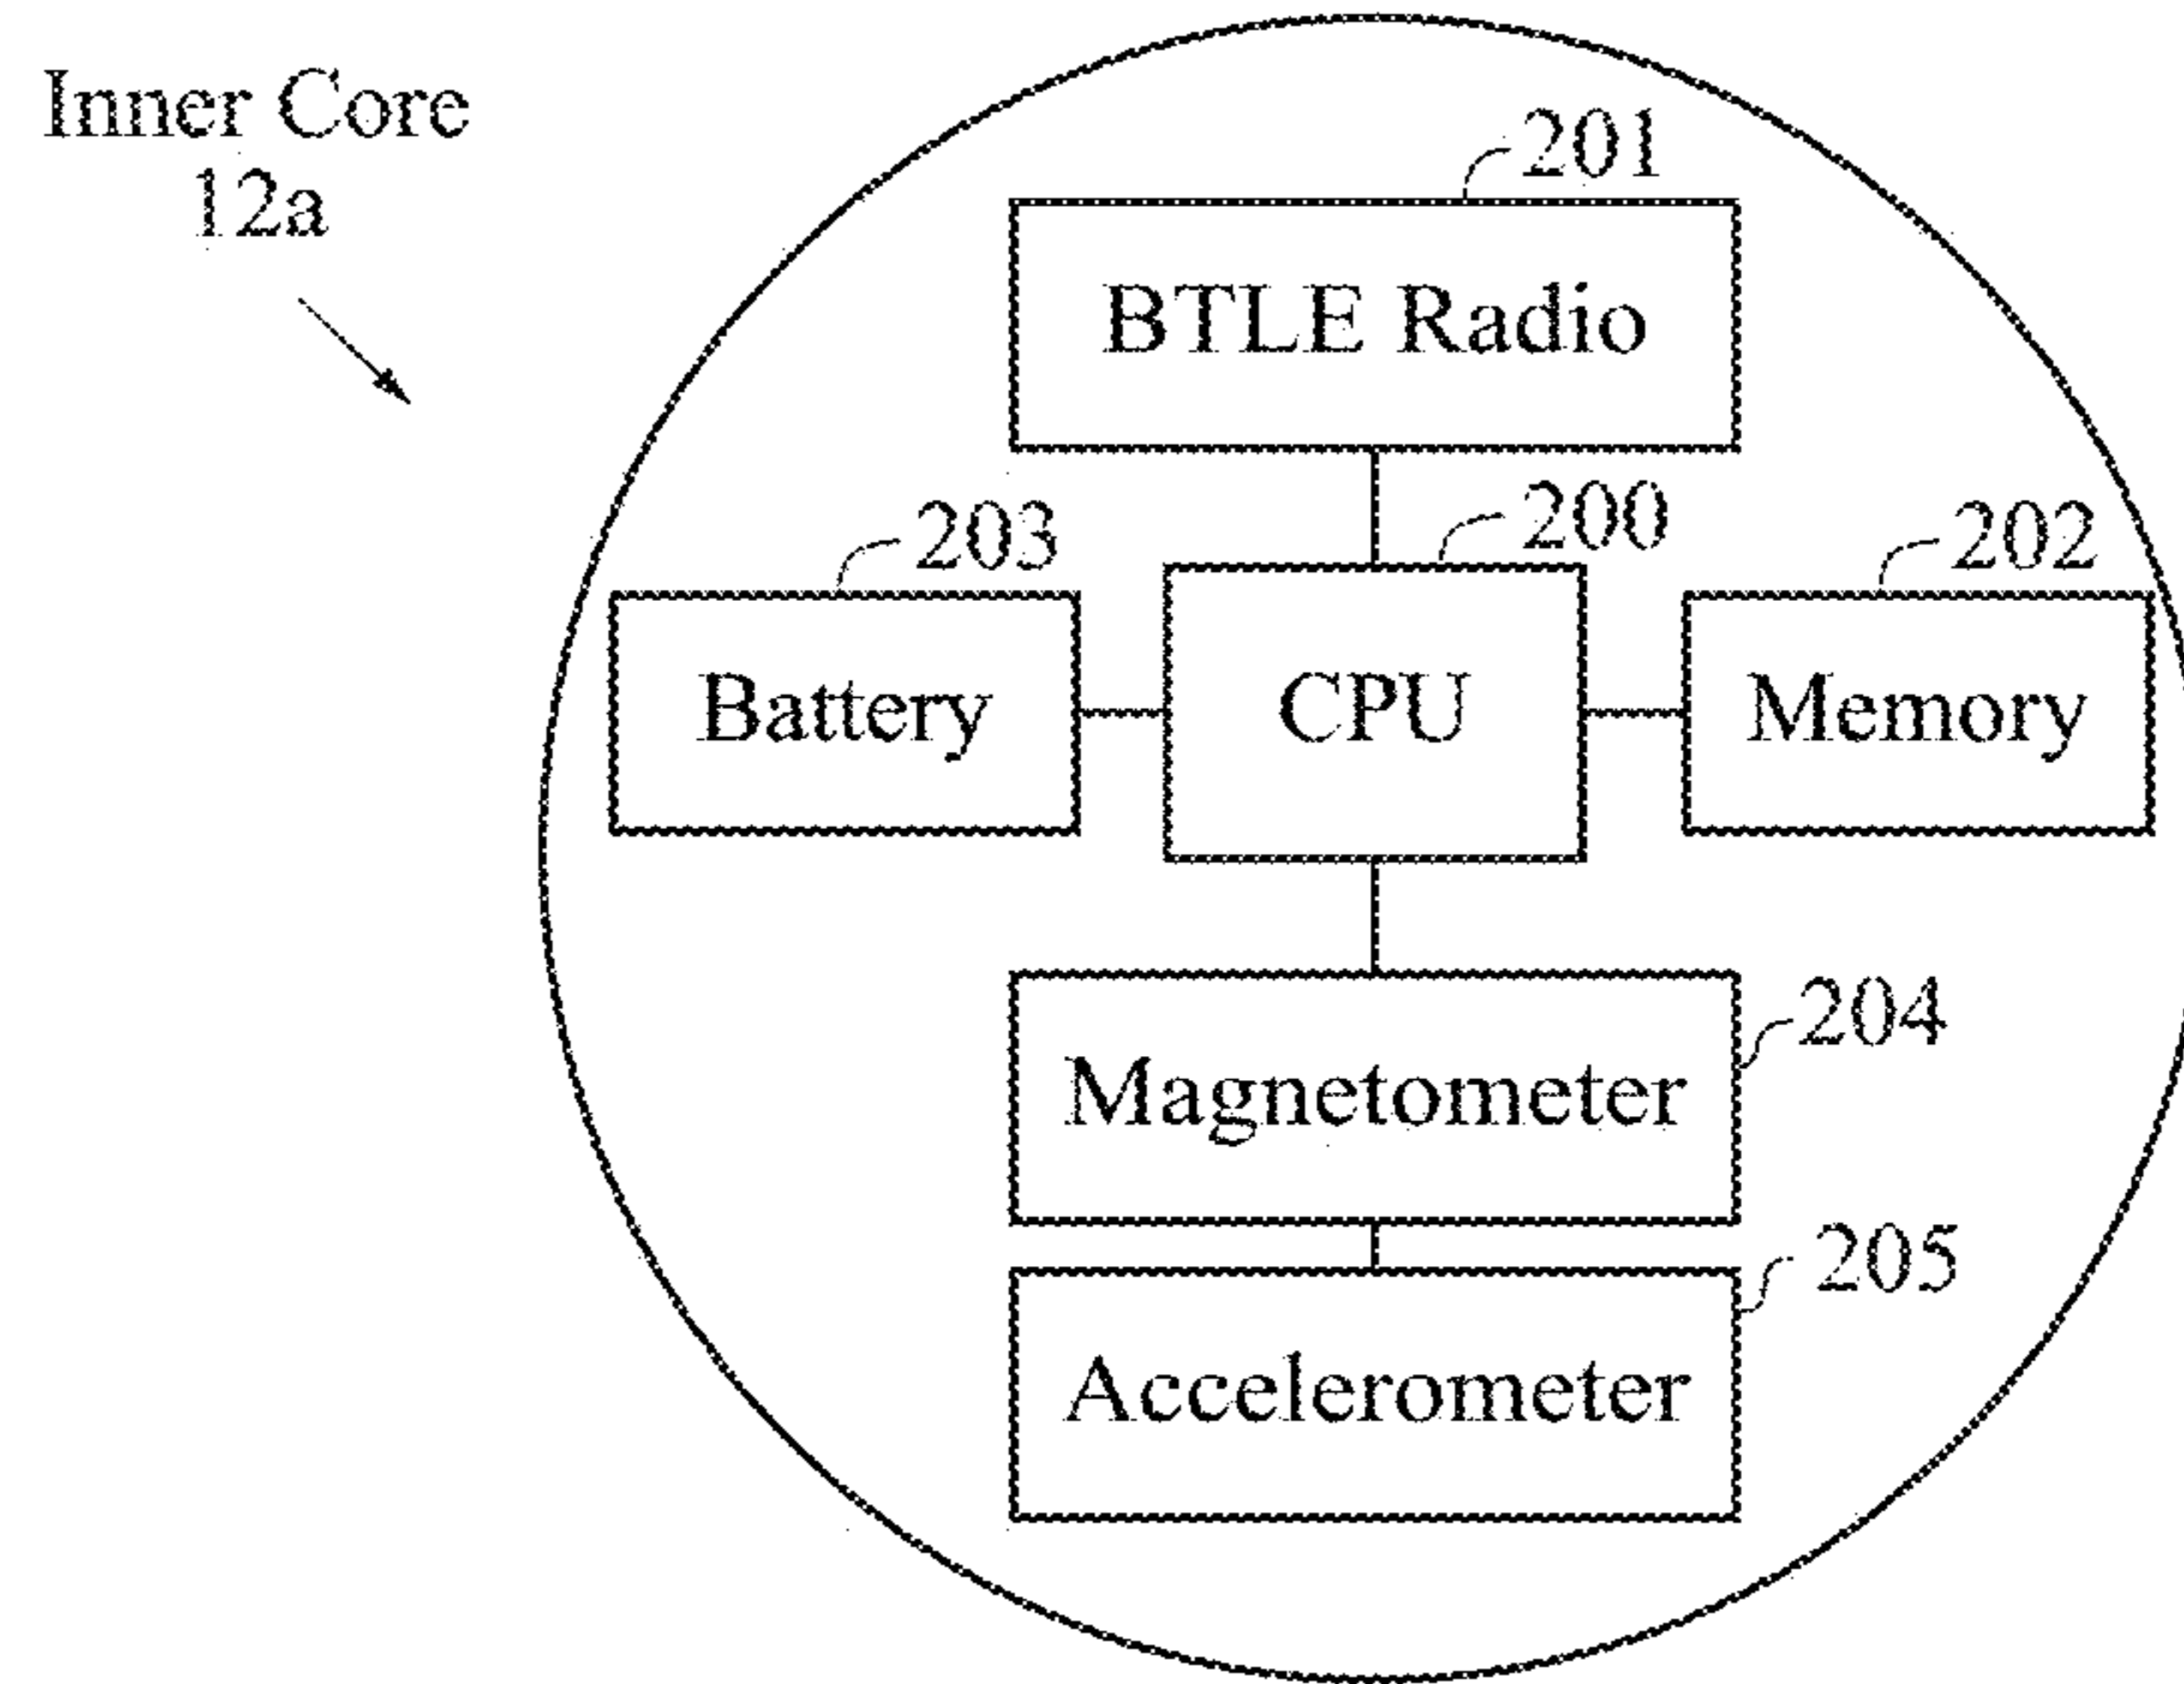 Inner Core
12a
201
BTLE Radio
203
200
202
Battery
CPU
Memory
204
Magnetometer
205
Accelerometer